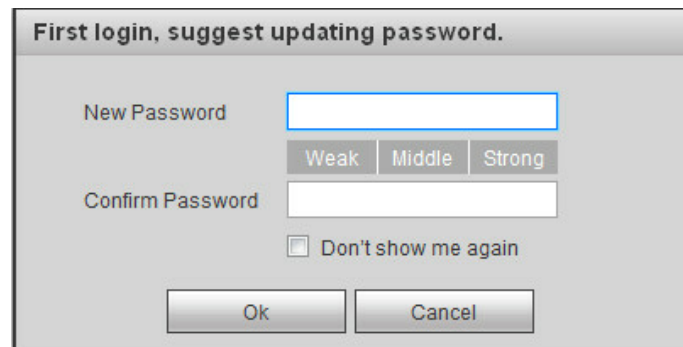 First login, suggest updating password.
New Password
Weak Middle Strong
Confirm Password
Don't show me again
Ok Cancel